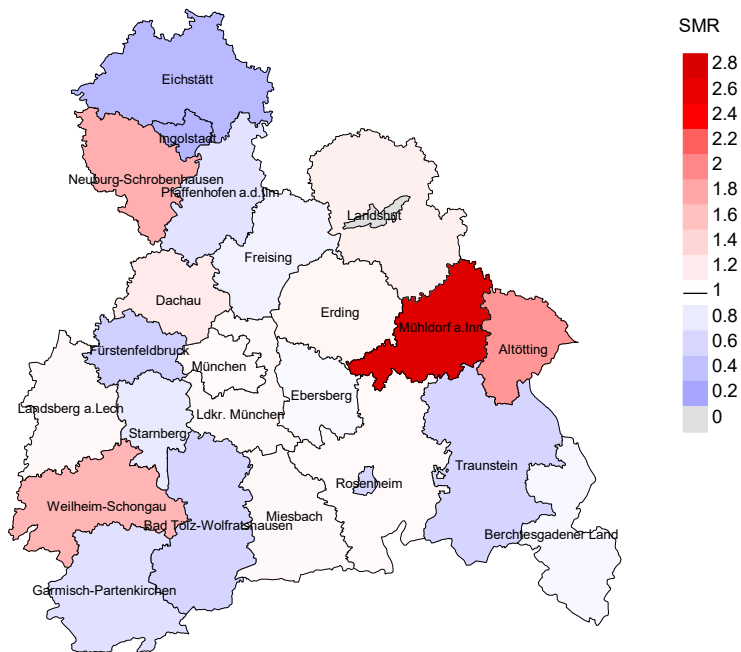 SMR
2.8
2.6
2.4
2.2
2
1.8
1.6
1.4
1.2
1
0.8
0.6
0.4
0.2
0
Eichstätt
Ingolstadt
Neuburg-Schrobenhausen
Pfaffenhofen a.d.Ilm
Landshut
Freising
Dachau
Erding
Mühldorf a.Inn
Altötting
Fürstenfeldbruck
München
Ebersberg
Landsberg a.Lech
Ldkr. München
Starnberg
Traunstein
Rosenheim
Weilheim-Schongau
Miesbach
Bad Tölz-Wolfratshausen
Berchtesgadener Land
Garmisch-Partenkirchen